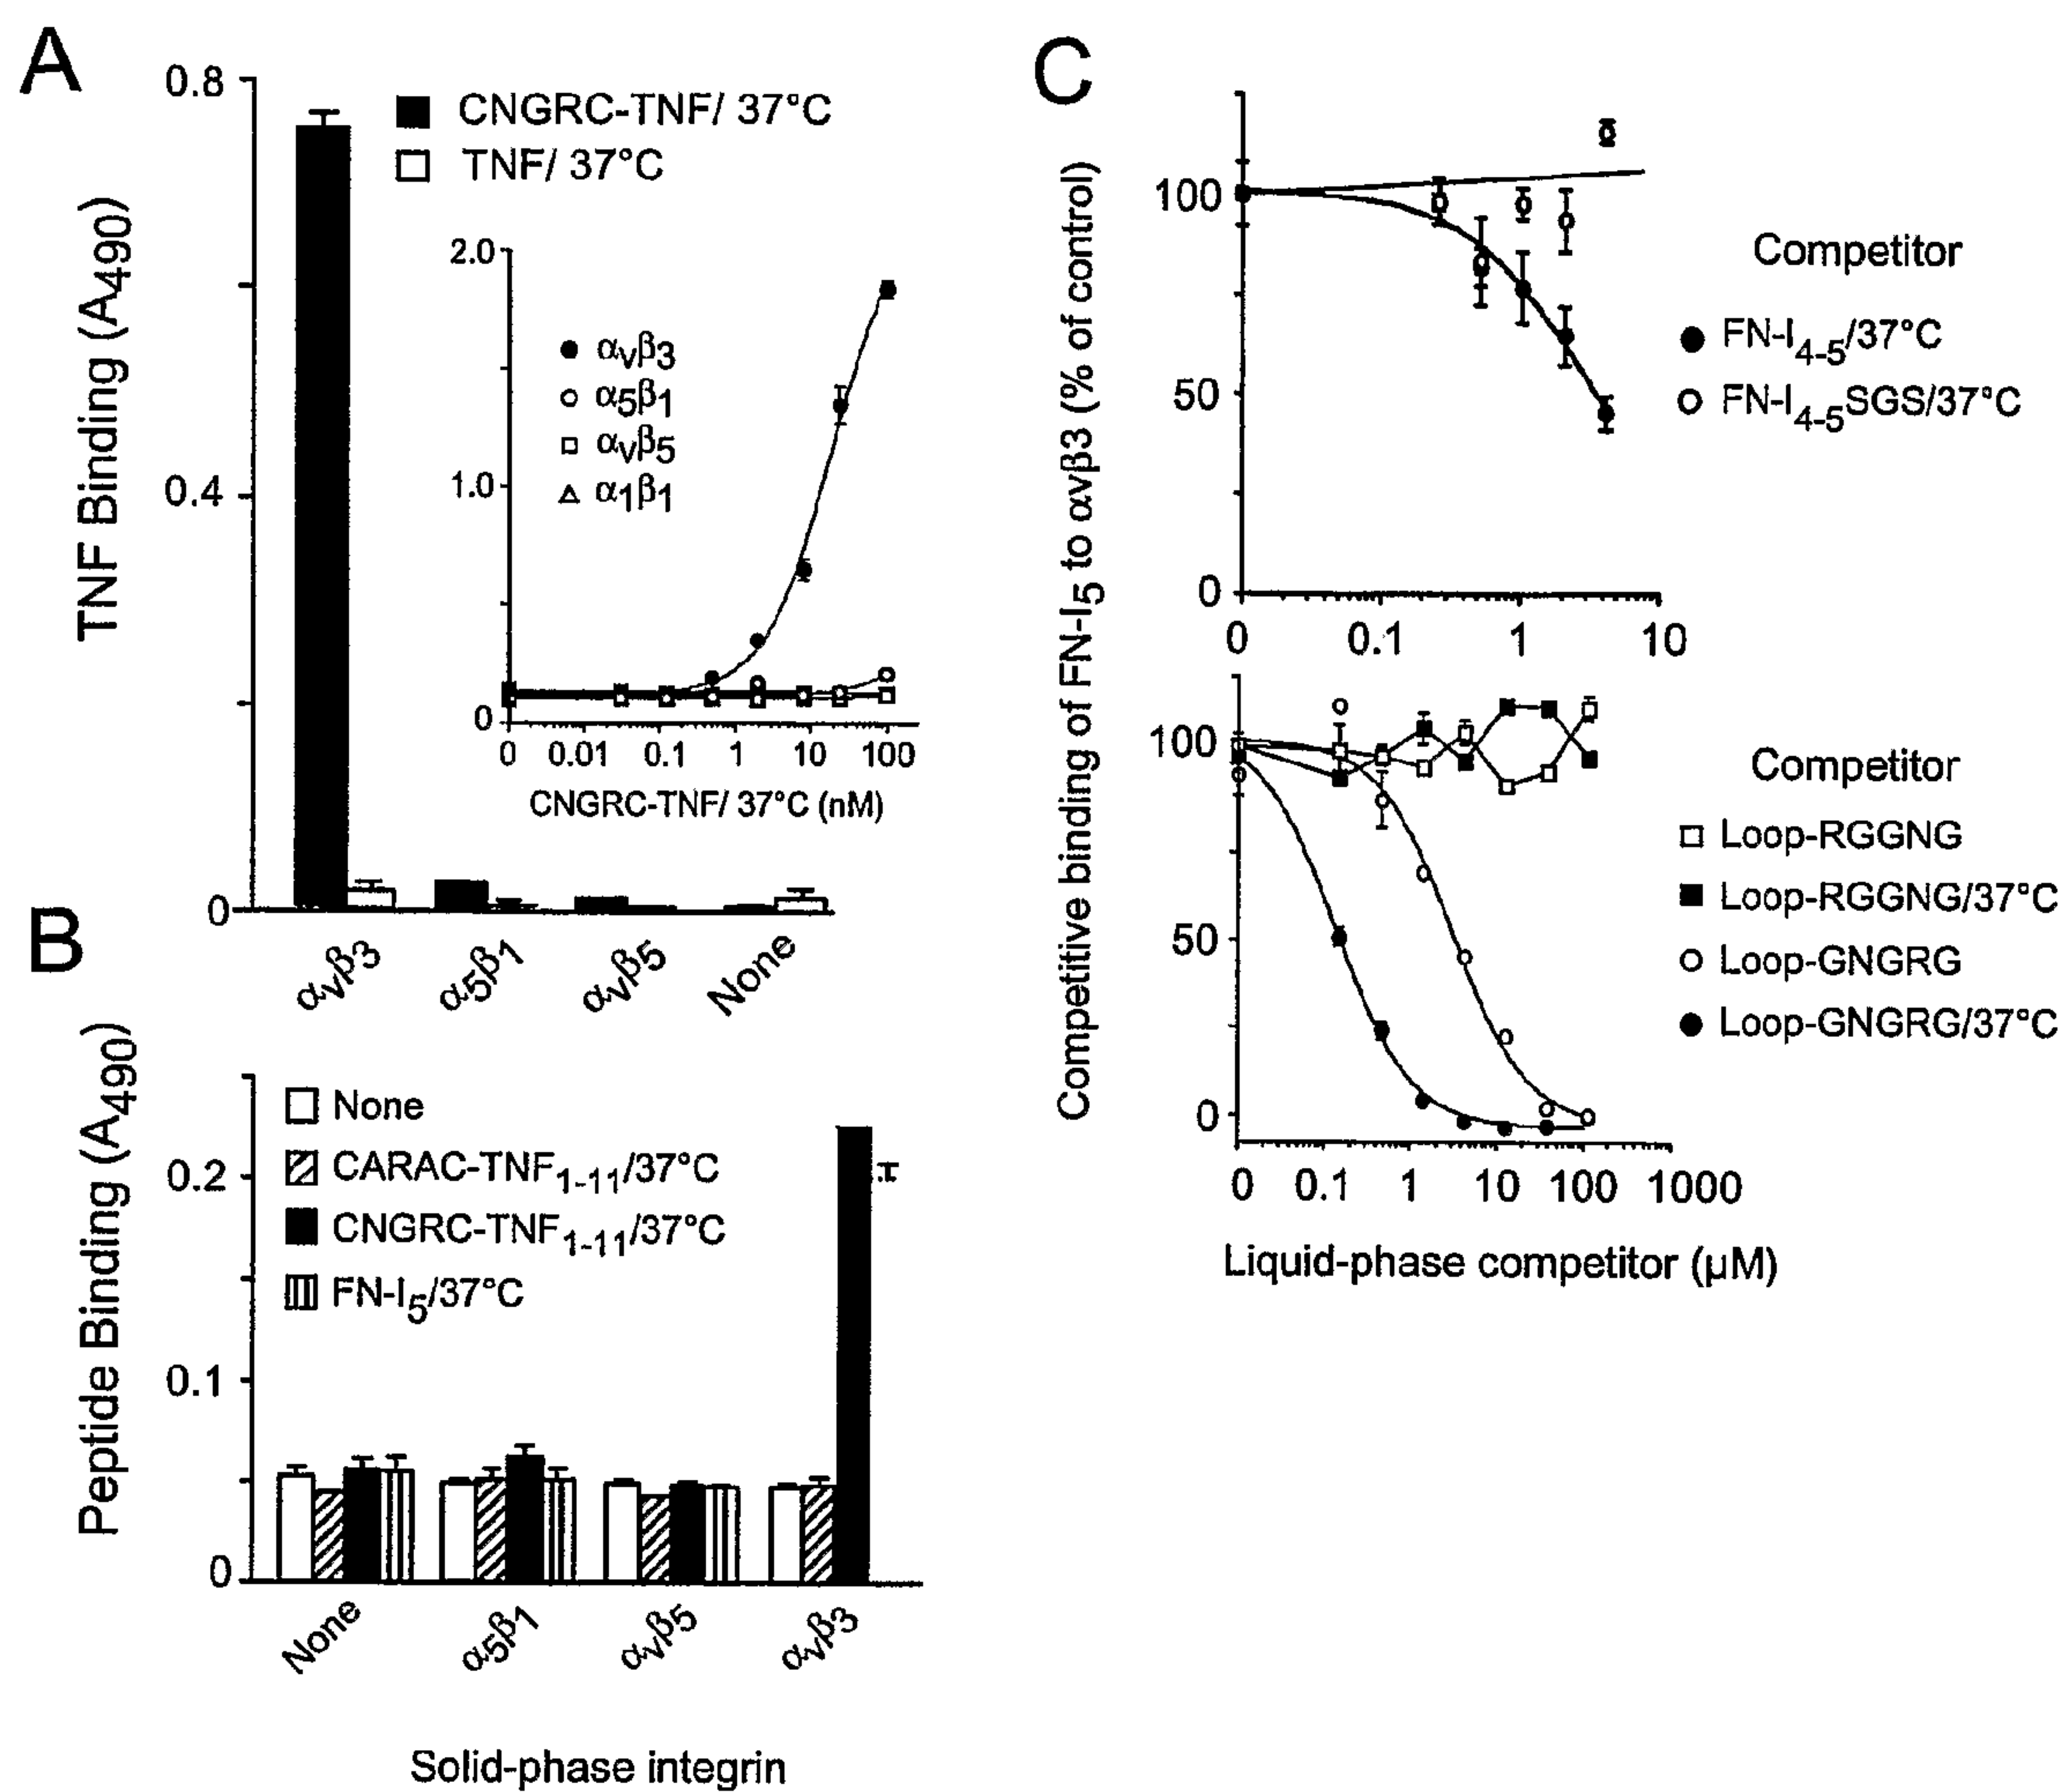 A
0.8
CNGRC-TNF/ 37°C
TNF/ 37°C
TNF Binding (A490)
0.4
0
2.0
1.0
0
αvβ3
α5β1
αvβ5
α1β1
0 0.01 0.1 1 10 100
CNGRC-TNF/ 37°C (nM)
αvβ3 α5β1 αvβ5 None
B
Peptide Binding (A490)
0.2
0.1
0
None
CARAC-TNF1-11/37°C
CNGRC-TNF1-11/37°C
FN-I5/37°C
None α5β1 αvβ5 αvβ3
Solid-phase integrin
C
Competitive binding of FN-I5 to αvβ3 (% of control)
100
50
0
0 0.1 1 10
Competitor
FN-I4-5/37°C
FN-I4-5SGS/37°C
100
50
0
0 0.1 1 10 100 1000
Competitor
Loop-RGGNG
Loop-RGGNG/37°C
Loop-GNGRG
Loop-GNGRG/37°C
Liquid-phase competitor (µM)